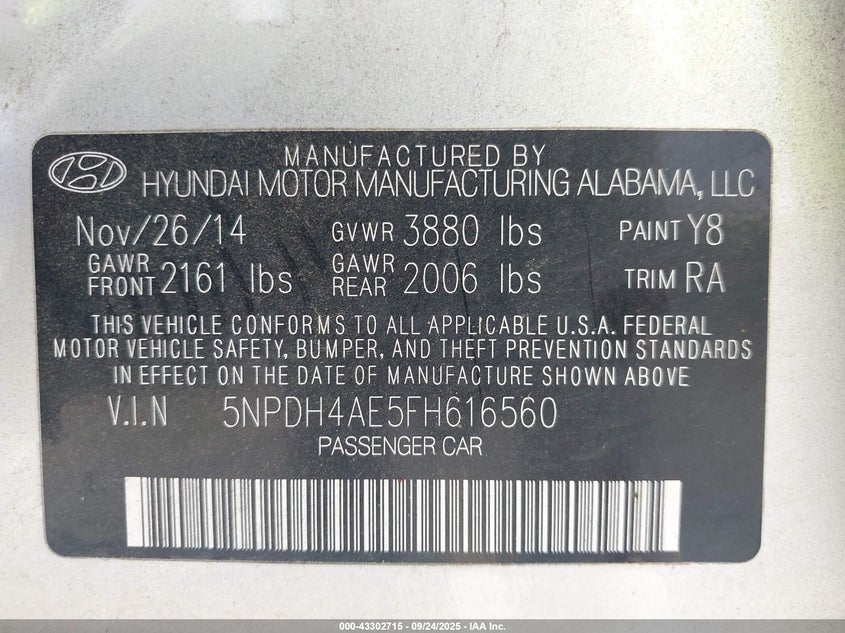 MANUFACTURED BY
HYUNDAI MOTOR MANUFACTURING ALABAMA, LLC
Nov/26/14 GVWR 3880 lbs PAINT Y8
GAWR FRONT 2161 lbs GAWR REAR 2006 lbs TRIM RA
THIS VEHICLE CONFORMS TO ALL APPLICABLE U.S.A. FEDERAL
MOTOR VEHICLE SAFETY, BUMPER, AND THEFT PREVENTION STANDARDS
IN EFFECT ON THE DATE OF MANUFACTURE SHOWN ABOVE
V.I.N 5NPDH4AE5FH616560
PASSENGER CAR
000-43302715 - 09/24/2025 - IAA Inc.